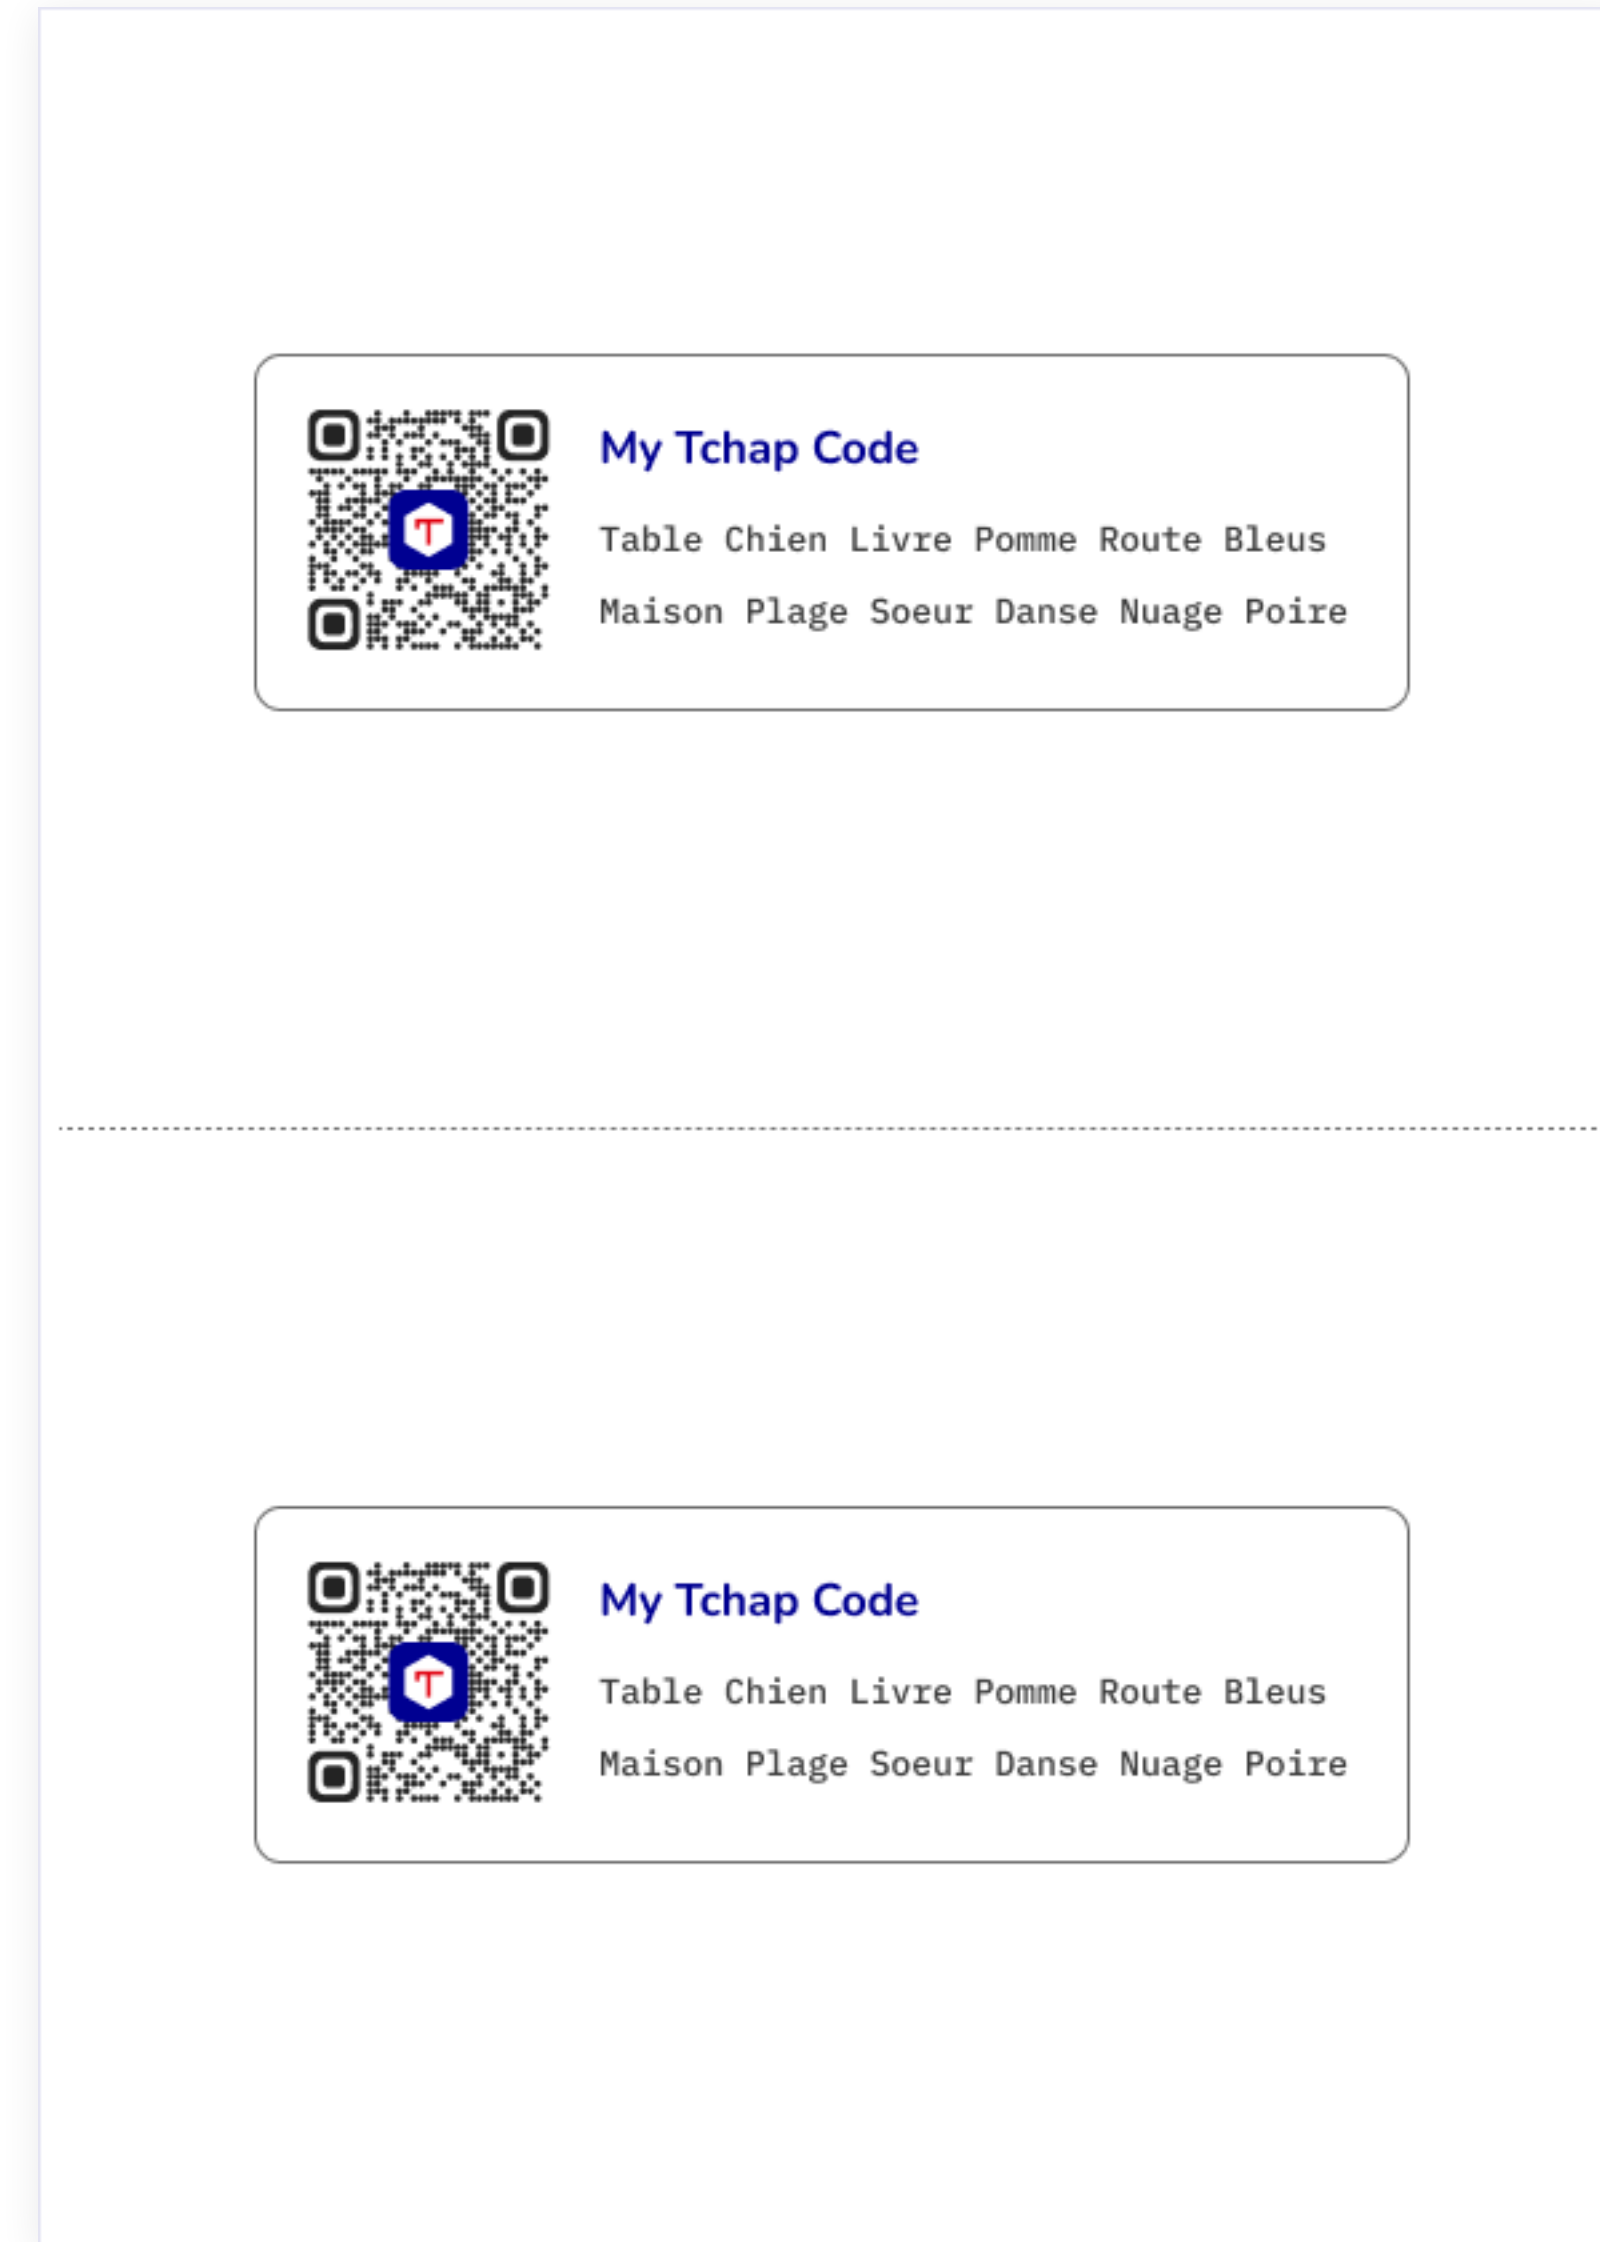 My Tchap Code
Table Chien Livre Pomme Route Bleus
Maison Plage Soeur Danse Nuage Poire
My Tchap Code
Table Chien Livre Pomme Route Bleus
Maison Plage Soeur Danse Nuage Poire